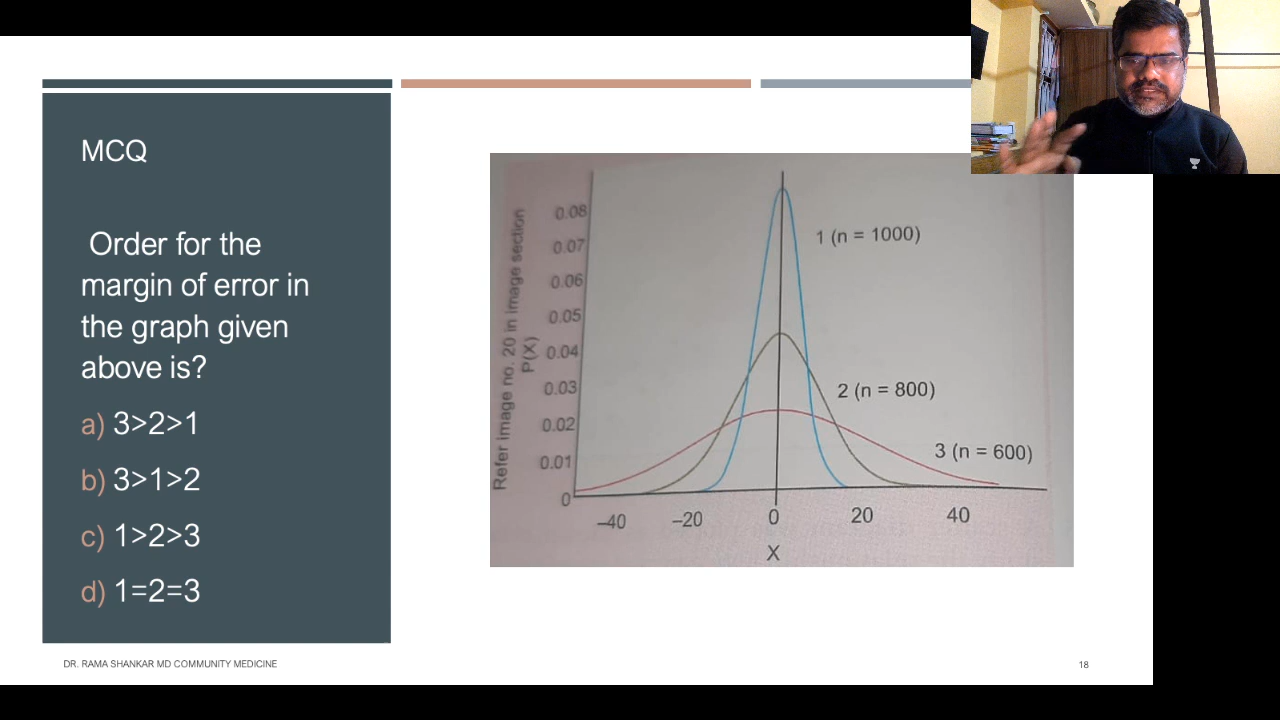 MCQ
Order for the
margin of error in
the graph given
above is?
a) 3>2>1
b) 3>1>2
c) 1>2>3
d) 1=2=3
Refer image no. 20 in image section
P(X)
0.08
0.07
0.06
0.05
0.04
0.03
0.02
0.01
0
1 (n = 1000)
2 (n = 800)
3 (n = 600)
–40 –20 0 20 40
X
DR. RAMA SHANKAR MD COMMUNITY MEDICINE
18